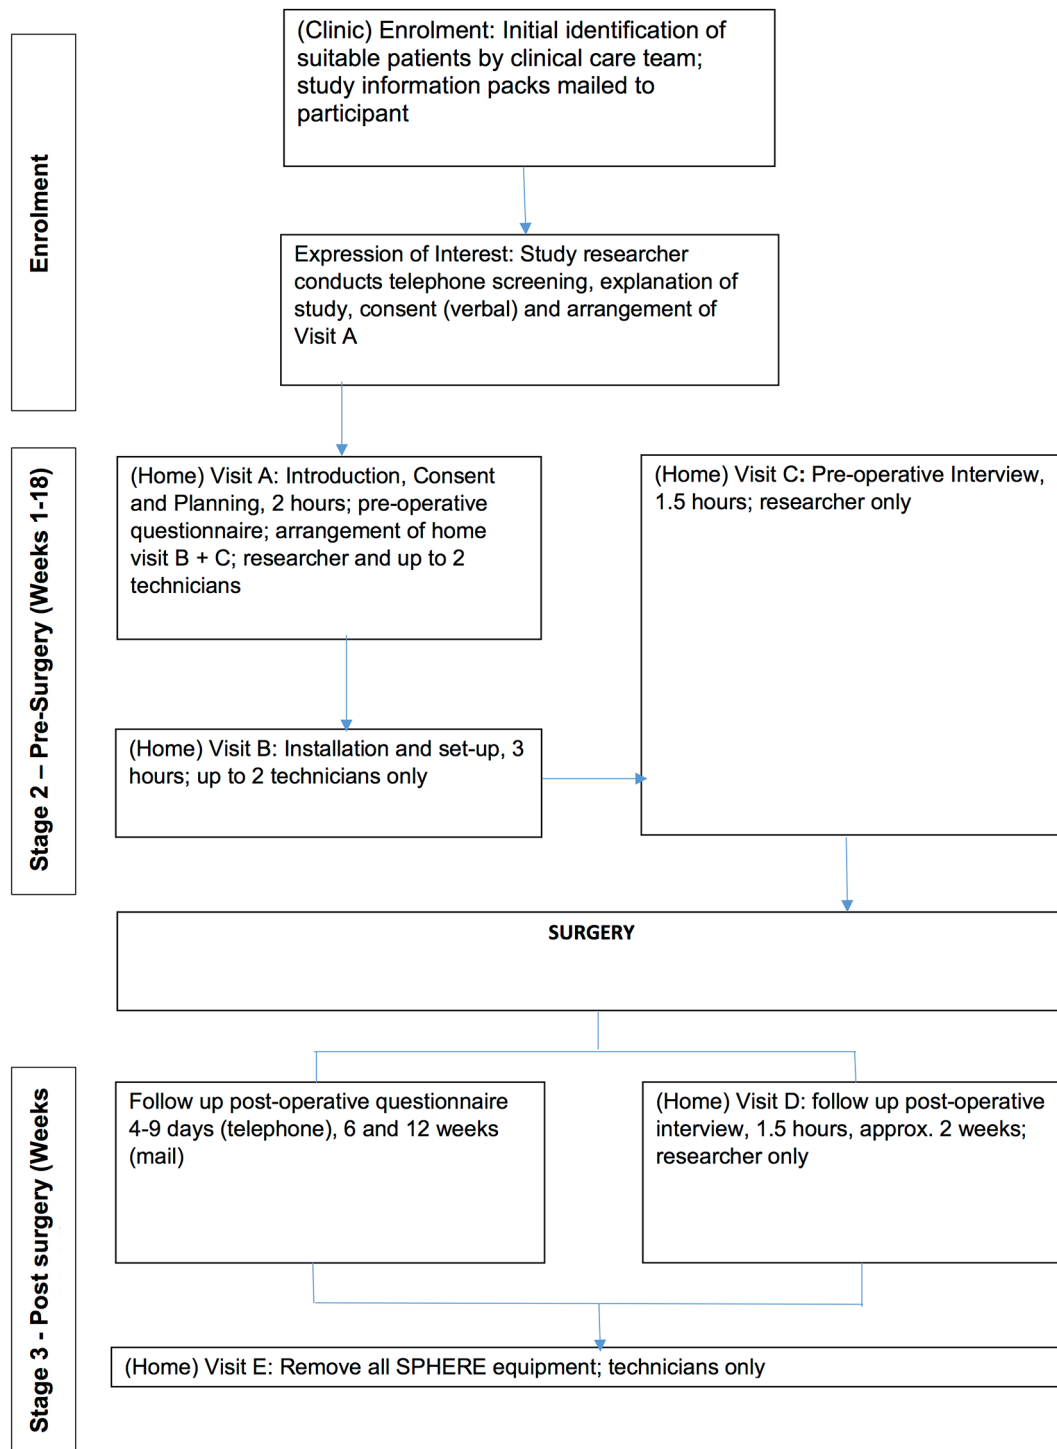 Enrolment
(Clinic) Enrolment: Initial identification of
suitable patients by clinical care team;
study information packs mailed to
participant
Expression of Interest: Study researcher
conducts telephone screening, explanation of
study, consent (verbal) and arrangement of
Visit A
Stage 2 – Pre-Surgery (Weeks 1-18)
(Home) Visit A: Introduction, Consent
and Planning, 2 hours; pre-operative
questionnaire; arrangement of home
visit B + C; researcher and up to 2
technicians
(Home) Visit B: Installation and set-up, 3
hours; up to 2 technicians only
(Home) Visit C: Pre-operative Interview,
1.5 hours; researcher only
SURGERY
Stage 3 - Post surgery (Weeks
Follow up post-operative questionnaire
4-9 days (telephone), 6 and 12 weeks
(mail)
(Home) Visit D: follow up post-operative
interview, 1.5 hours, approx. 2 weeks;
researcher only
(Home) Visit E: Remove all SPHERE equipment; technicians only